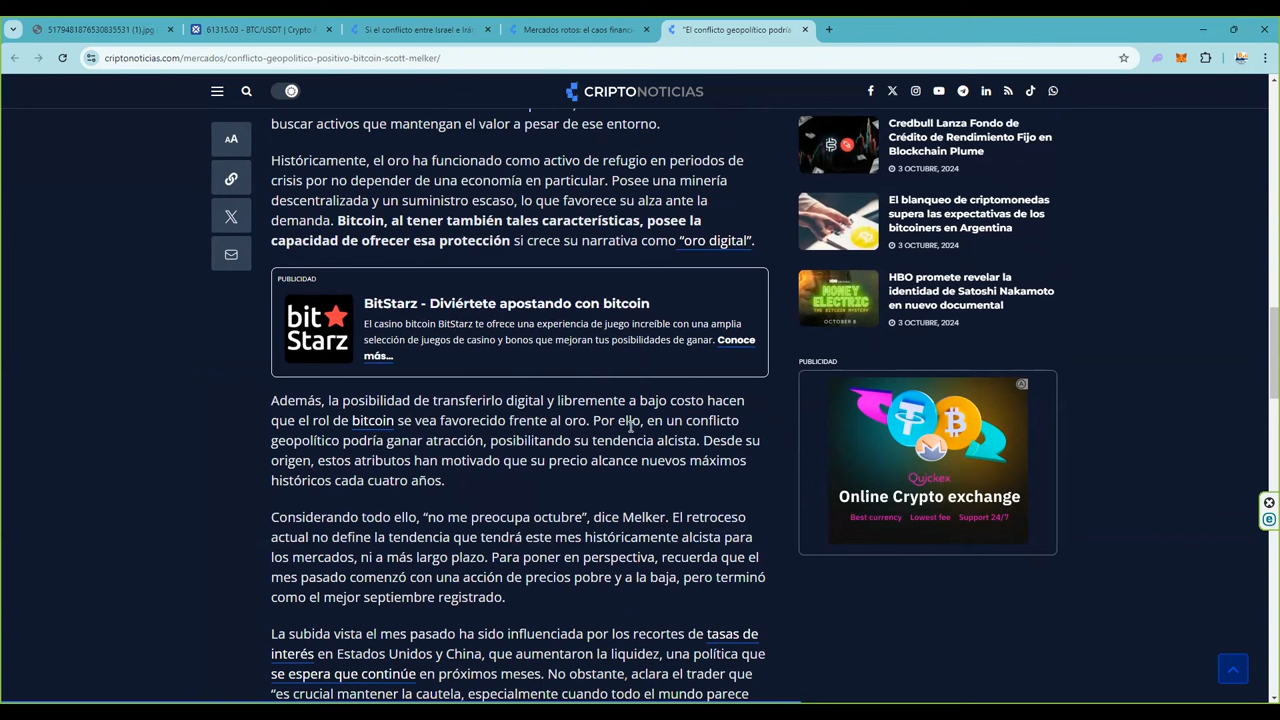 5179481876530835531 (1).jpg
61315.03 - BTC/USDT | Crypto
Si el conflicto entre Israel e Irá
Mercados rotos: el caos financi
"El conflicto geopolítico podría
criptonoticias.com/mercados/conflicto-geopolitico-positivo-bitcoin-scott-melker/
CRIPTONOTICIAS
AA
buscar activos que mantengan el valor a pesar de ese entorno.
Históricamente, el oro ha funcionado como activo de refugio en periodos de
crisis por no depender de una economía en particular. Posee una minería
descentralizada y un suministro escaso, lo que favorece su alza ante la
demanda. Bitcoin, al tener también tales características, posee la
capacidad de ofrecer esa protección si crece su narrativa como “oro digital”.
PUBLICIDAD
bit
Starz
BitStarz - Diviértete apostando con bitcoin
El casino bitcoin BitStarz te ofrece una experiencia de juego increíble con una amplia
selección de juegos de casino y bonos que mejoran tus posibilidades de ganar. Conoce
más...
Además, la posibilidad de transferirlo digital y libremente a bajo costo hacen
que el rol de bitcoin se vea favorecido frente al oro. Por ello, en un conflicto
geopolítico podría ganar atracción, posibilitando su tendencia alcista. Desde su
origen, estos atributos han motivado que su precio alcance nuevos máximos
históricos cada cuatro años.
Considerando todo ello, “no me preocupa octubre”, dice Melker. El retroceso
actual no define la tendencia que tendrá este mes históricamente alcista para
los mercados, ni a más largo plazo. Para poner en perspectiva, recuerda que el
mes pasado comenzó con una acción de precios pobre y a la baja, pero terminó
como el mejor septiembre registrado.
La subida vista el mes pasado ha sido influenciada por los recortes de tasas de
interés en Estados Unidos y China, que aumentaron la liquidez, una política que
se espera que continúe en próximos meses. No obstante, aclara el trader que
“es crucial mantener la cautela, especialmente cuando todo el mundo parece
Credbull Lanza Fondo de
Crédito de Rendimiento Fijo en
Blockchain Plume
3 OCTUBRE, 2024
El blanqueo de criptomonedas
supera las expectativas de los
bitcoiners en Argentina
3 OCTUBRE, 2024
MONEY
ELECTRIC
THE BITCOIN MYSTERY
OCTOBER 8
HBO promete revelar la
identidad de Satoshi Nakamoto
en nuevo documental
3 OCTUBRE, 2024
PUBLICIDAD
Quickex
Online Crypto exchange
Best currency Lowest fee Support 24/7